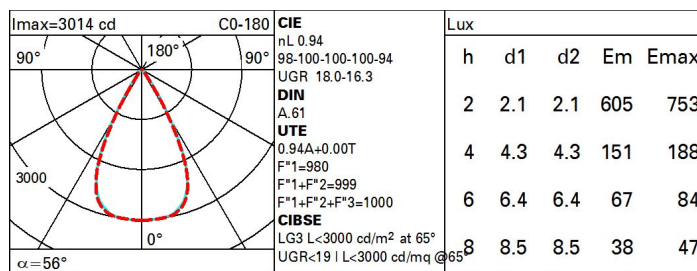 Imax=3014 cd C0-180
90° 180° 90°
3000
0°
α=56°
CIE
nL 0.94
98-100-100-100-94
UGR 18.0-16.3
DIN
A.61
UTE
0.94A+0.00T
F"1=980
F"1+F"2=999
F"1+F"2+F"3=1000
CIBSE
LG3 L<3000 cd/m² at 65°
UGR<19 | L<3000 cd/mq @65°
Lux
h d1 d2 Em Emax
2 2.1 2.1 605 753
4 4.3 4.3 151 188
6 6.4 6.4 67 84
8 8.5 8.5 38 47